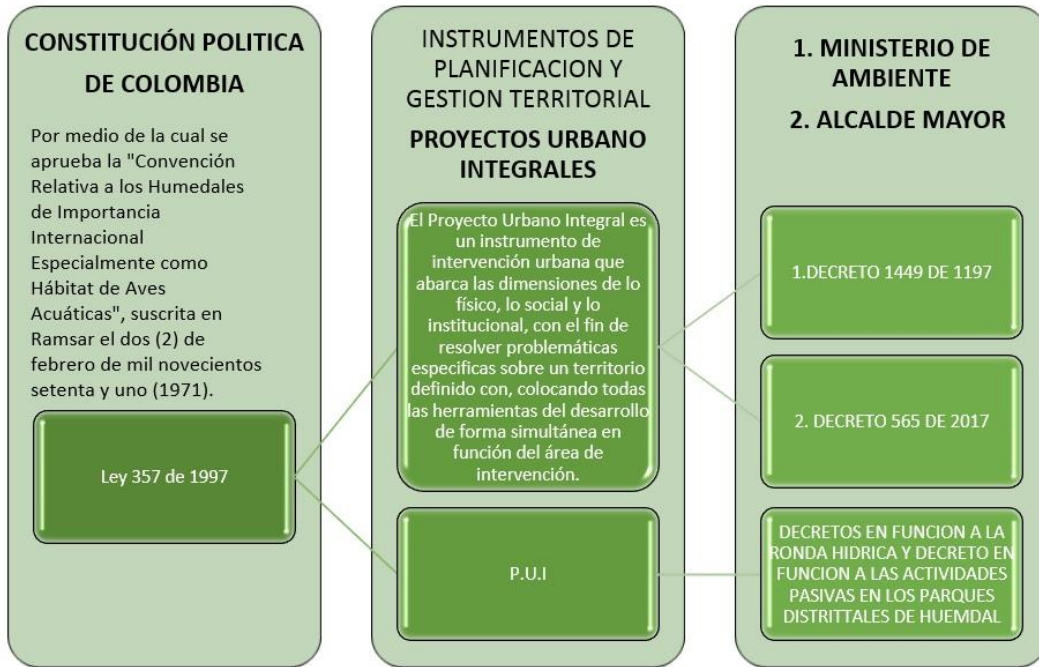 CONSTITUCIÓN POLITICA
DE COLOMBIA
Por medio de la cual se
aprueba la "Convención
Relativa a los Humedales
de Importancia
Internacional
Especialmente como
Hábitat de Aves
Acuáticas", suscrita en
Ramsar el dos (2) de
febrero de mil novecientos
setenta y uno (1971).
Ley 357 de 1997
INSTRUMENTOS DE
PLANIFICACION Y
GESTION TERRITORIAL
PROYECTOS URBANO
INTEGRALES
El Proyecto Urbano Integral es
un instrumento de
intervención urbana que
abarca las dimensiones de lo
físico, lo social y lo
institucional, con el fin de
resolver problemáticas
especificas sobre un territorio
definido con, colocando todas
las herramientas del desarrollo
de forma simultánea en
función del área de
intervención.
P.U.I
1. MINISTERIO DE
AMBIENTE
2. ALCALDE MAYOR
1.DECRETO 1449 DE 1197
2. DECRETO 565 DE 2017
DECRETOS EN FUNCION A LA
RONDA HIDRICA Y DECRETO EN
FUNCION A LAS ACTIVIDADES
PASIVAS EN LOS PARQUES
DISTRITTALES DE HUEMDAL